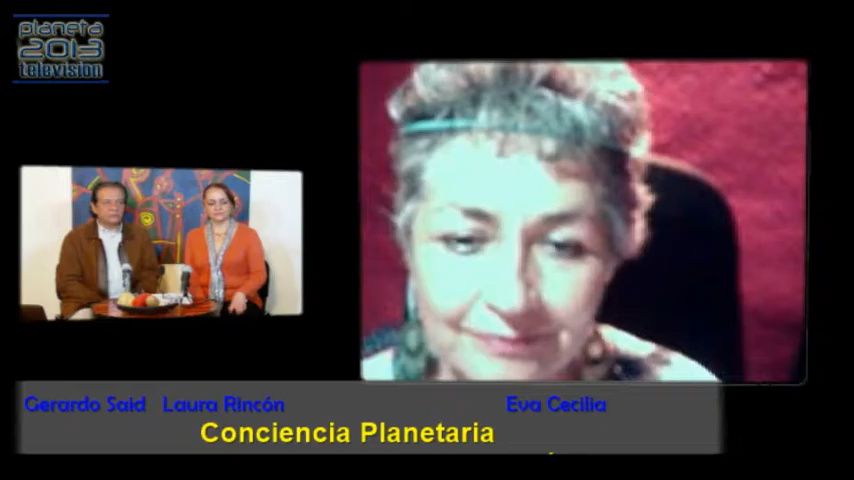 planeta
2013
television
Gerardo Said Laura Rincón
Eva Cecilia
Conciencia Planetaria